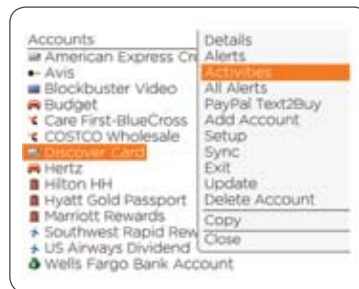 Accounts
American Express Cr
Avis
Blockbuster Video
Budget
Care First-BlueCross
COSTCO Wholesale
Discover Card
Hertz
Hilton HH
Hyatt Gold Passport
Marriott Rewards
Southwest Rapid Rew
US Airways Dividend
Wells Fargo Bank Account
Details
Alerts
Activities
All Alerts
PayPal Text2Buy
Add Account
Setup
Sync
Exit
Update
Delete Account
Copy
Close